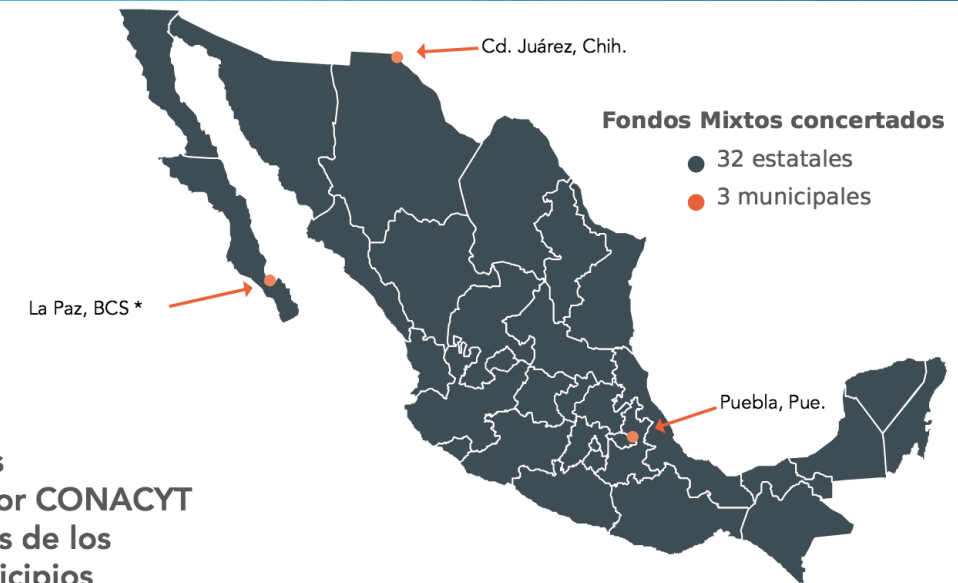 Cd. Juárez, Chih.
Fondos Mixtos concertados
32 estatales
3 municipales
La Paz, BCS *
Puebla, Pue.
or CONACYT
s de los
icipios